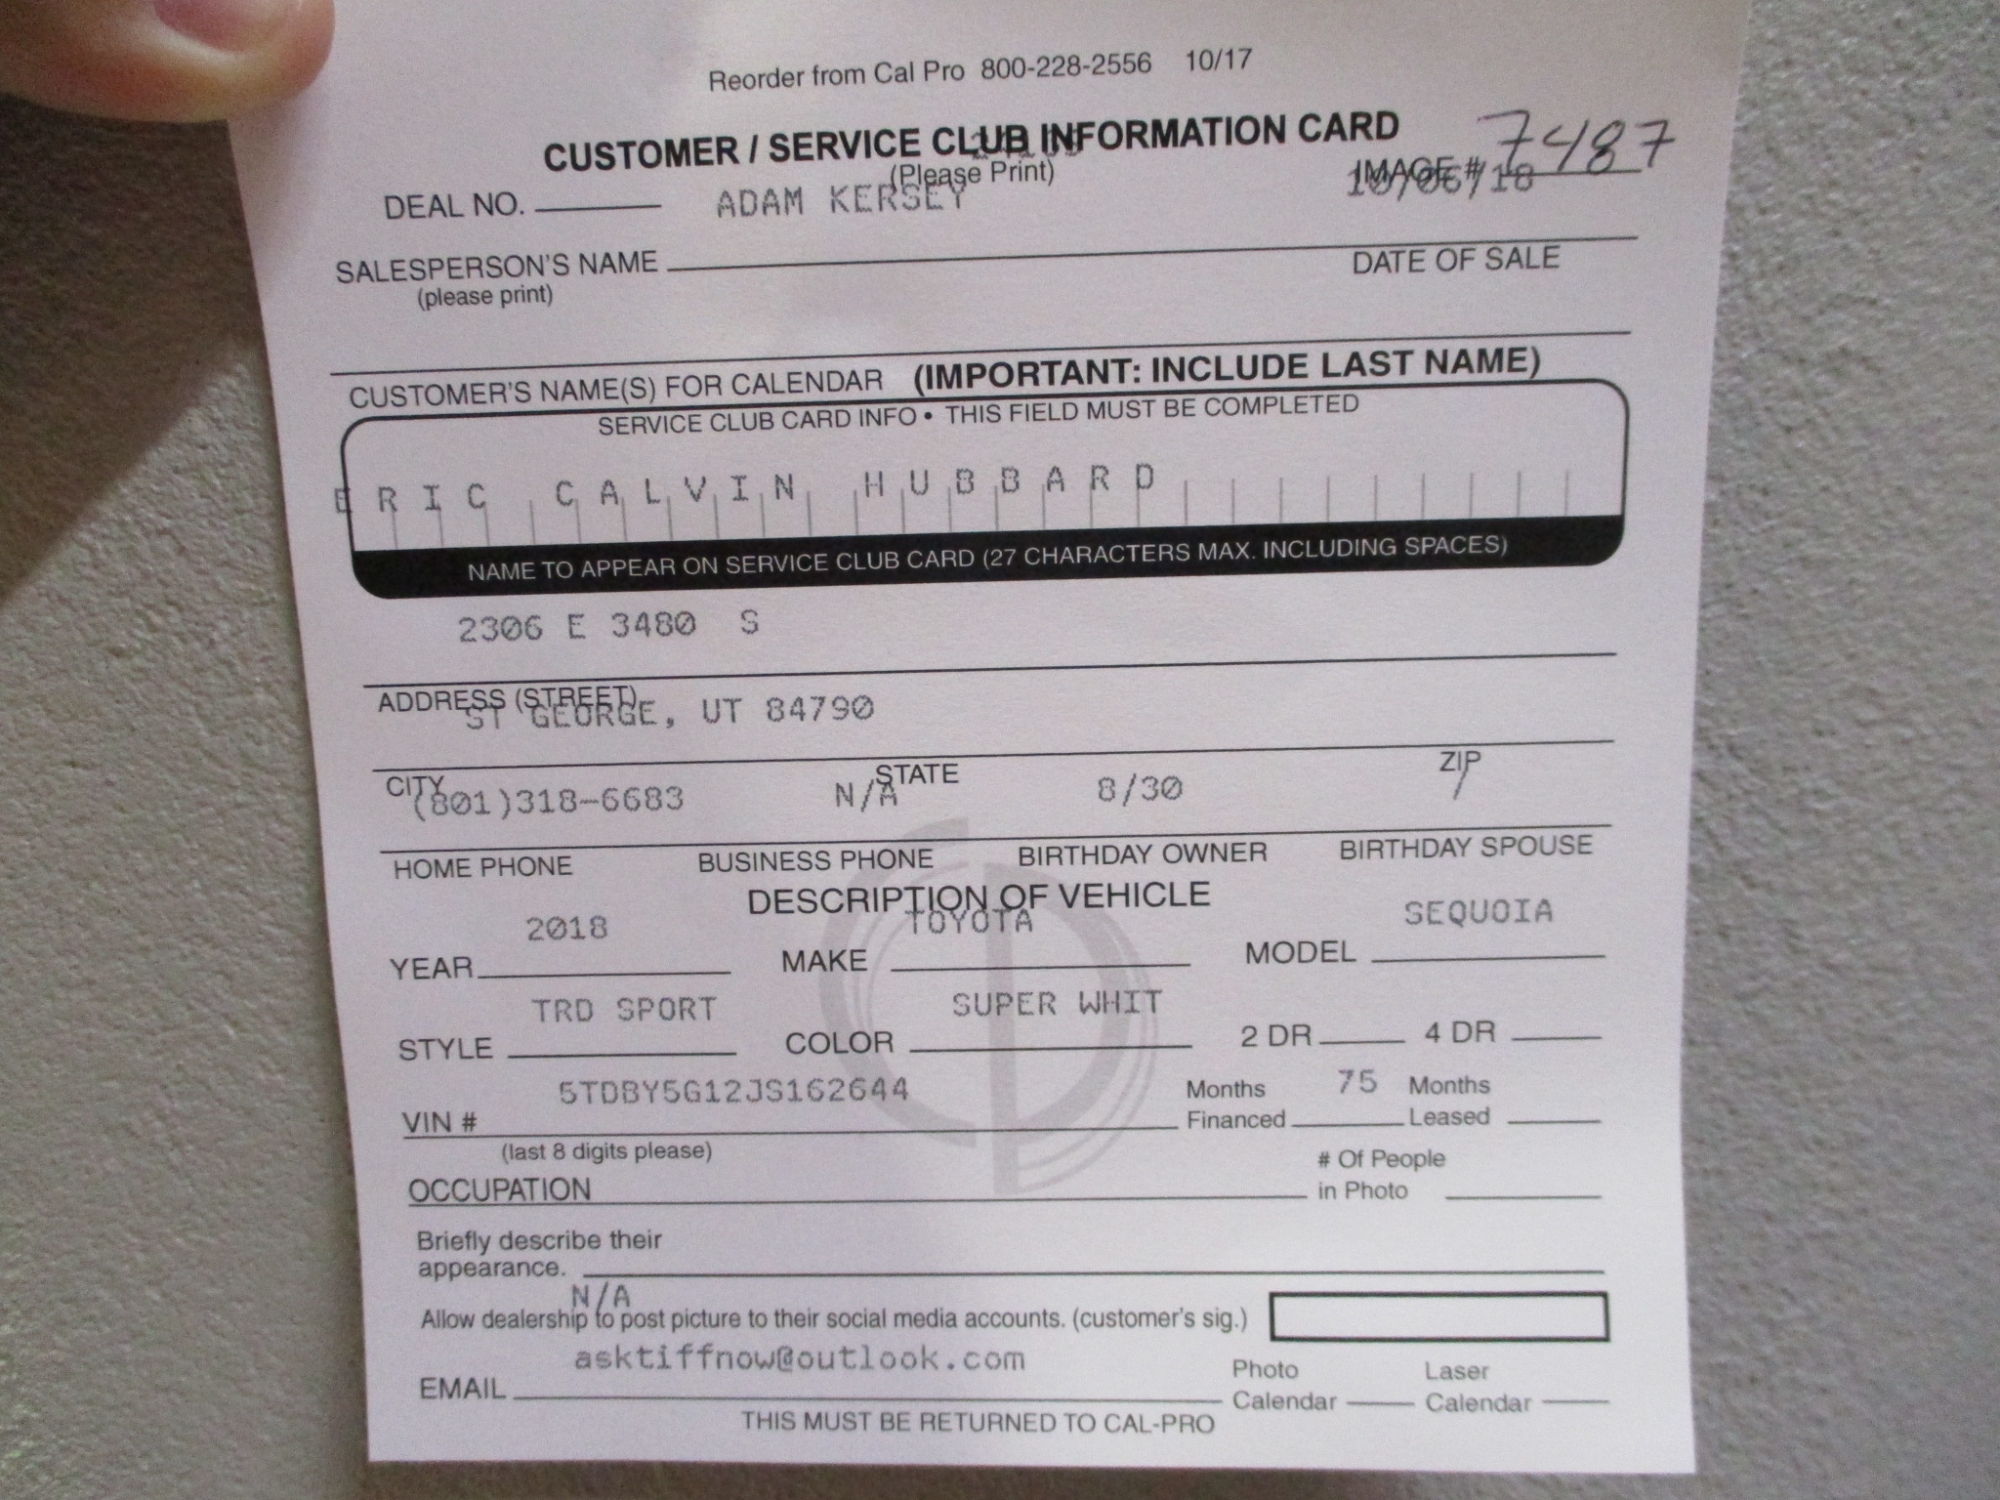 Reorder from Cal Pro 800-228-2556 10/17
CUSTOMER / SERVICE CLUB INFORMATION CARD
(Please Print)
DEAL NO. ADAM KERSEY IMAGE # 7487
10/06/18
SALESPERSON'S NAME DATE OF SALE
(please print)
CUSTOMER'S NAME(S) FOR CALENDAR (IMPORTANT: INCLUDE LAST NAME)
SERVICE CLUB CARD INFO • THIS FIELD MUST BE COMPLETED
ERIC CALVIN HUBBARD
NAME TO APPEAR ON SERVICE CLUB CARD (27 CHARACTERS MAX. INCLUDING SPACES)
2306 E 3480 S
ADDRESS (STREET)
ST GEORGE, UT 84790
CITY STATE ZIP
(801)318-6683 N/A 8/30 /
HOME PHONE BUSINESS PHONE BIRTHDAY OWNER BIRTHDAY SPOUSE
DESCRIPTION OF VEHICLE
2018 TOYOTA SEQUOIA
YEAR MAKE MODEL
TRD SPORT SUPER WHIT
STYLE COLOR 2 DR 4 DR
5TDBY5G12JS162644 Months 75 Months
VIN # Financed Leased
(last 8 digits please) # Of People
OCCUPATION in Photo
Briefly describe their
appearance.
N/A
Allow dealership to post picture to their social media accounts. (customer's sig.)
asktiffnow@outlook.com Photo Laser
EMAIL Calendar Calendar
THIS MUST BE RETURNED TO CAL-PRO